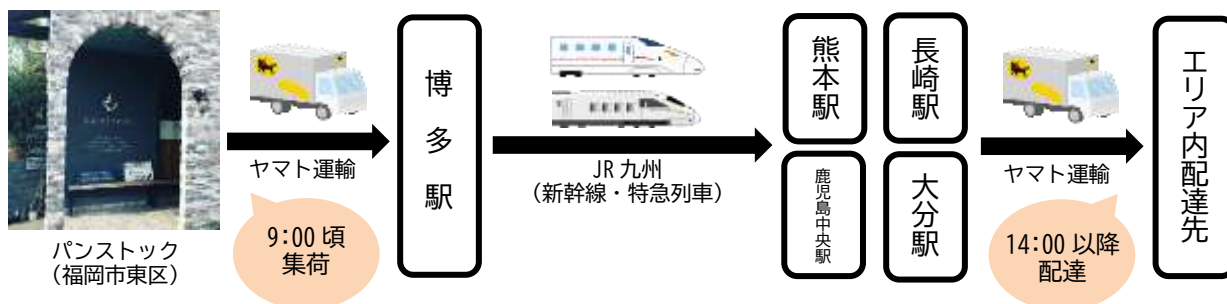 パンストック
（福岡市東区）
ヤマト運輸
9:00 頃
集荷
博多駅
JR 九州
（新幹線・特急列車）
熊本駅
長崎駅
鹿児島中央駅
大分駅
ヤマト運輸
14:00 以降
配達
エリア内配達先